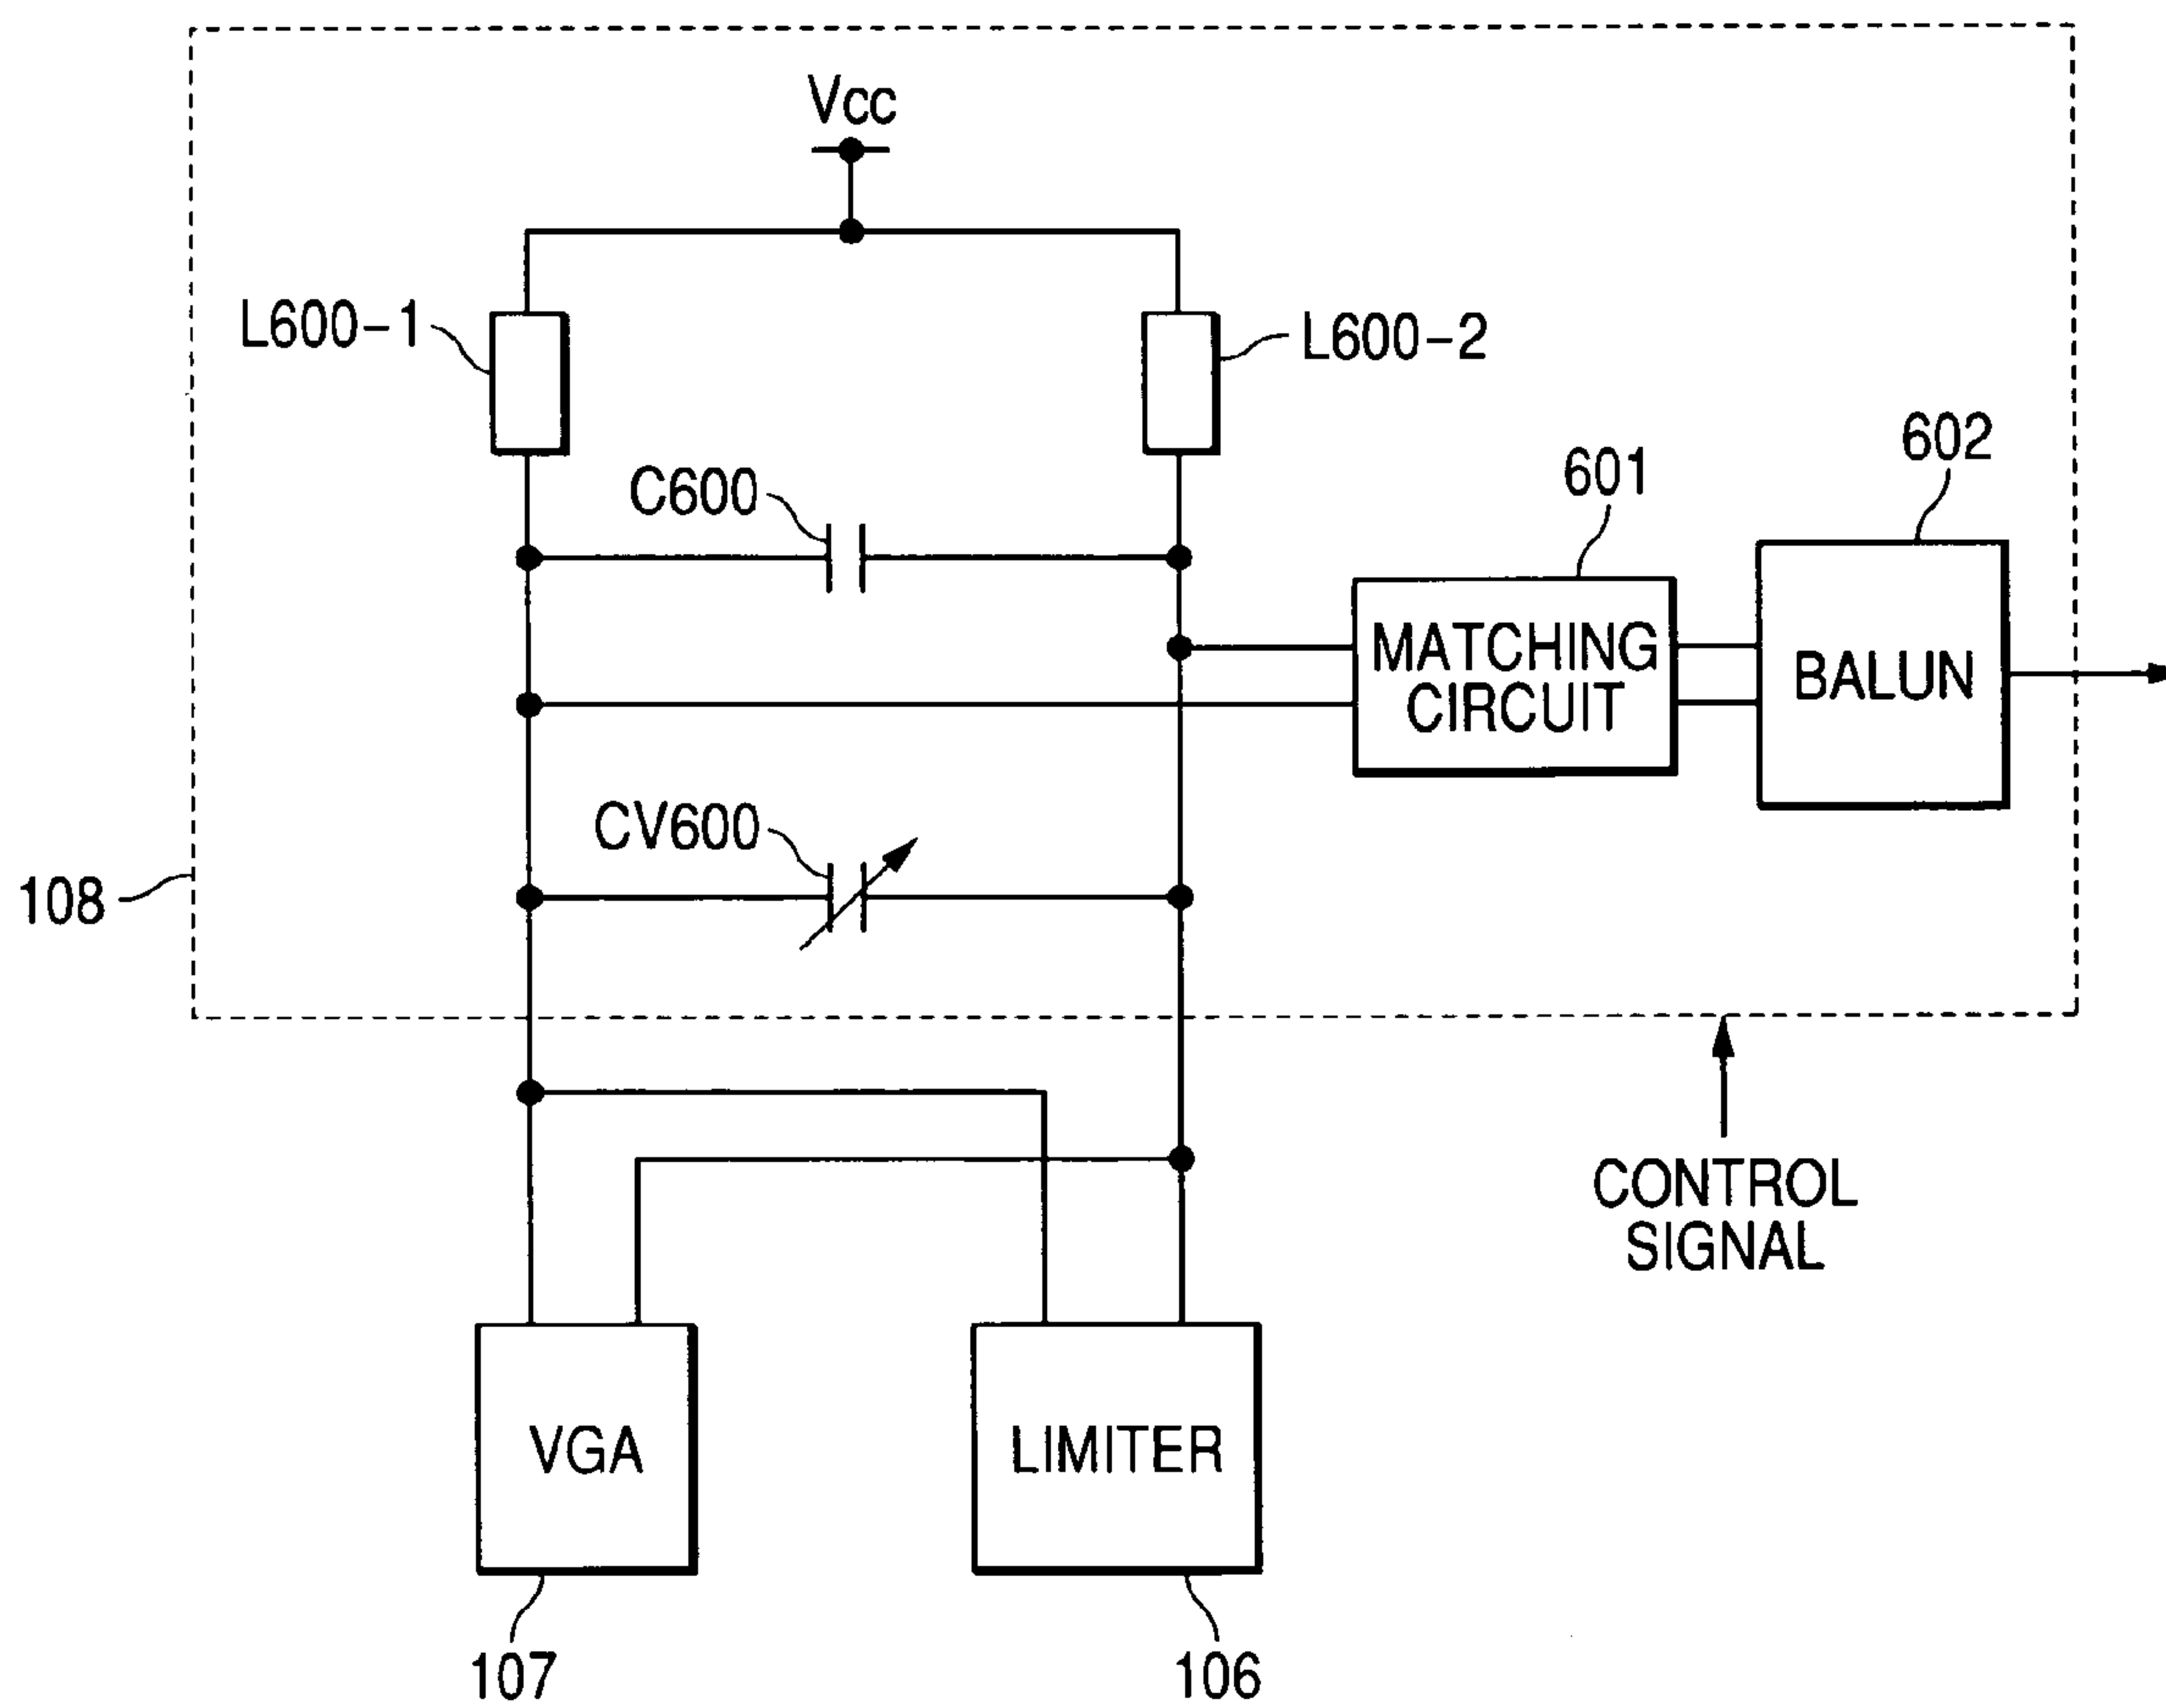 Vcc
L600-1
L600-2
C600
601
602
MATCHING
CIRCUIT
BALUN
CV600
108
CONTROL
SIGNAL
VGA
LIMITER
107
106